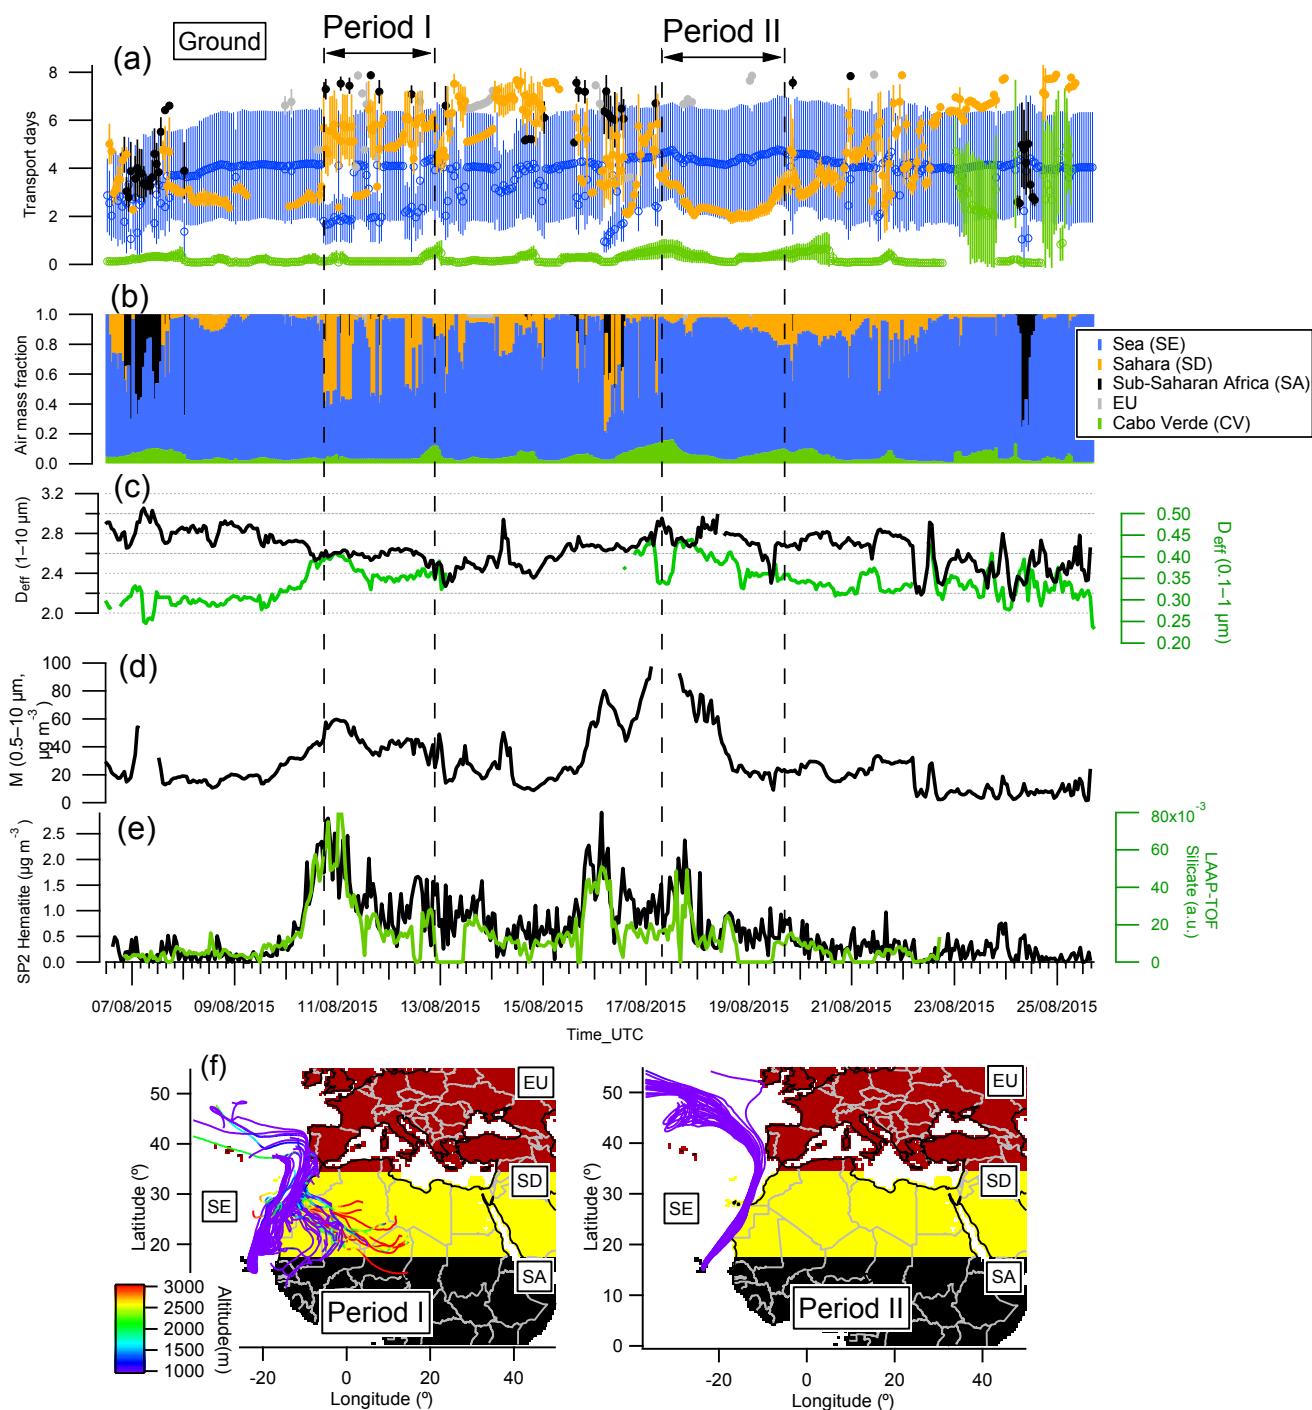 Ground
Period I
Period II
(a)
8
6
4
2
0
Transport days
(b)
1.0
0.8
0.6
0.4
0.2
0.0
Air mass fraction
Sea (SE)
Sahara (SD)
Sub-Saharan Africa (SA)
EU
Cabo Verde (CV)
(c)
3.2
2.8
2.4
2.0
Deff (1–10 µm)
0.50
0.45
0.40
0.35
0.30
0.25
0.20
Deff (0.1–1 µm)
(d)
100
80
60
40
20
0
M (0.5–10 µm,
µg m-3)
(e)
2.5
2.0
1.5
1.0
0.5
0.0
SP2 Hematite (µg m-3)
80x10-3
60
40
20
0
LAAP-TOF
Silicate (a.u.)
07/08/2015 09/08/2015 11/08/2015 13/08/2015 15/08/2015 17/08/2015 19/08/2015 21/08/2015 23/08/2015 25/08/2015
Time_UTC
(f)
50
40
30
20
Latitude (º)
EU
SD
SE
SA
Period I
3000
2500
2000
1500
1000
Altitude(m)
-20 0 20 40
Longitude (º)
50
40
30
20
10
0
Latitude (º)
EU
SD
SE
SA
Period II
-20 0 20 40
Longitude (º)